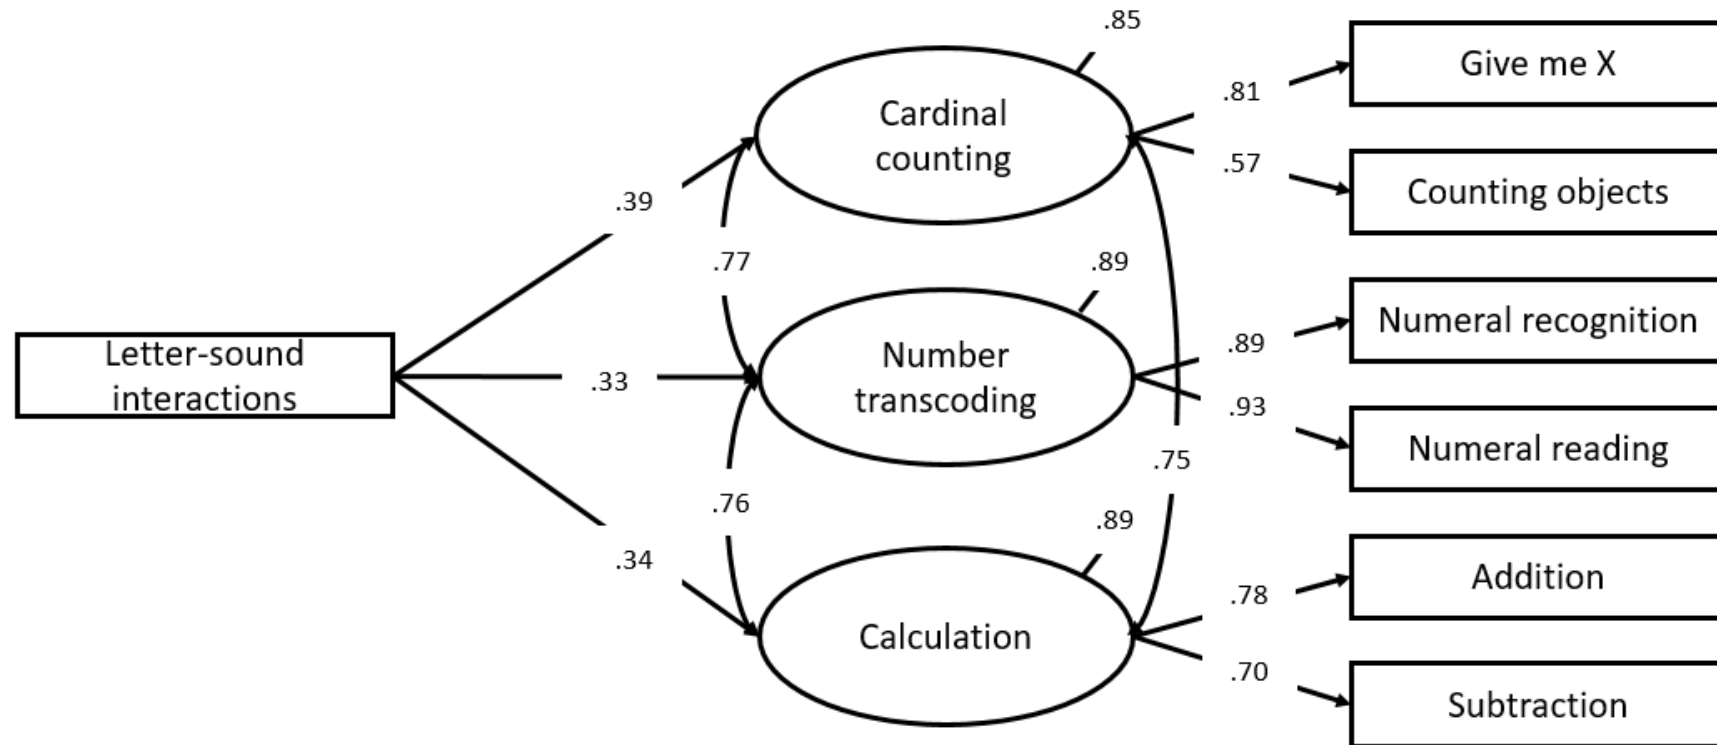 .85
Give me X
.81
Cardinal
counting
.57
Counting objects
.39
.77
.89
Numeral recognition
.89
Letter-sound
interactions
.33
Number
transcoding
.93
Numeral reading
.75
.76
.89
.34
Addition
.78
Calculation
.70
Subtraction